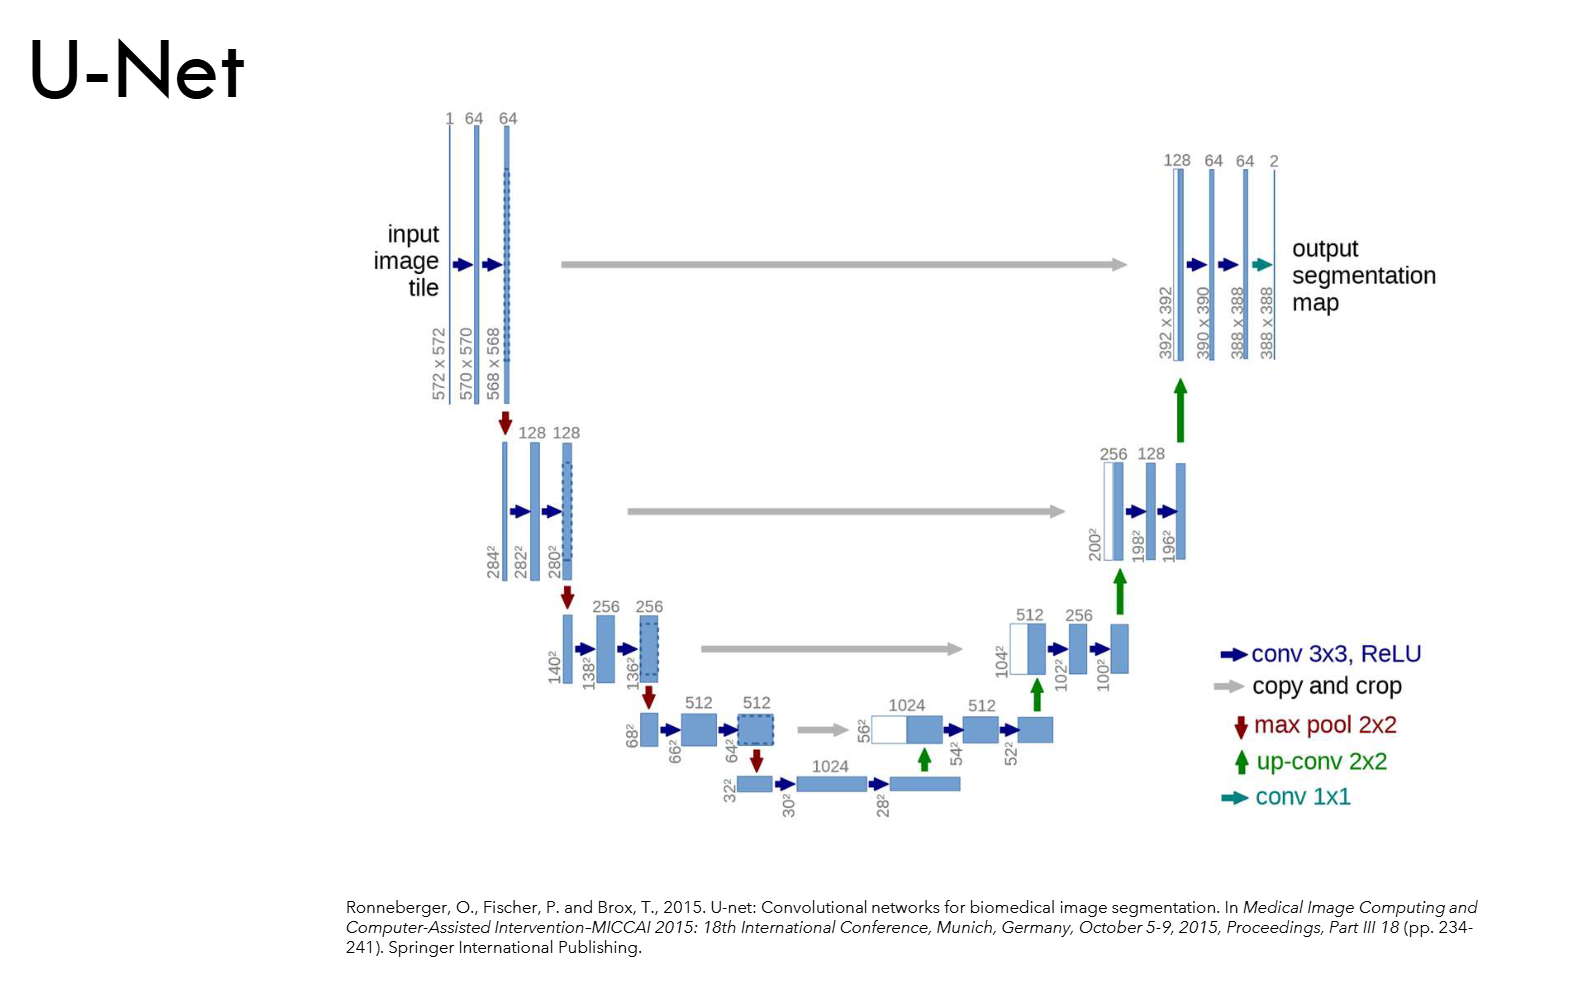 U-Net
1 64 64
input
image
tile
572 x 572
570 x 570
568 x 568
128 128
284²
282²
280²
256 256
140²
138²
136²
512 512
68²
66²
64²
1024
32²
30²
28²
1024 512
56²
54²
52²
512 256
104²
102²
100²
256 128
200²
198²
196²
128 64 64 2
392 x 392
390 x 390
388 x 388
388 x 388
output
segmentation
map
conv 3x3, ReLU
copy and crop
max pool 2x2
up-conv 2x2
conv 1x1
Ronneberger, O., Fischer, P. and Brox, T., 2015. U-net: Convolutional networks for biomedical image segmentation. In Medical Image Computing and
Computer-Assisted Intervention–MICCAI 2015: 18th International Conference, Munich, Germany, October 5-9, 2015, Proceedings, Part III 18 (pp. 234-
241). Springer International Publishing.